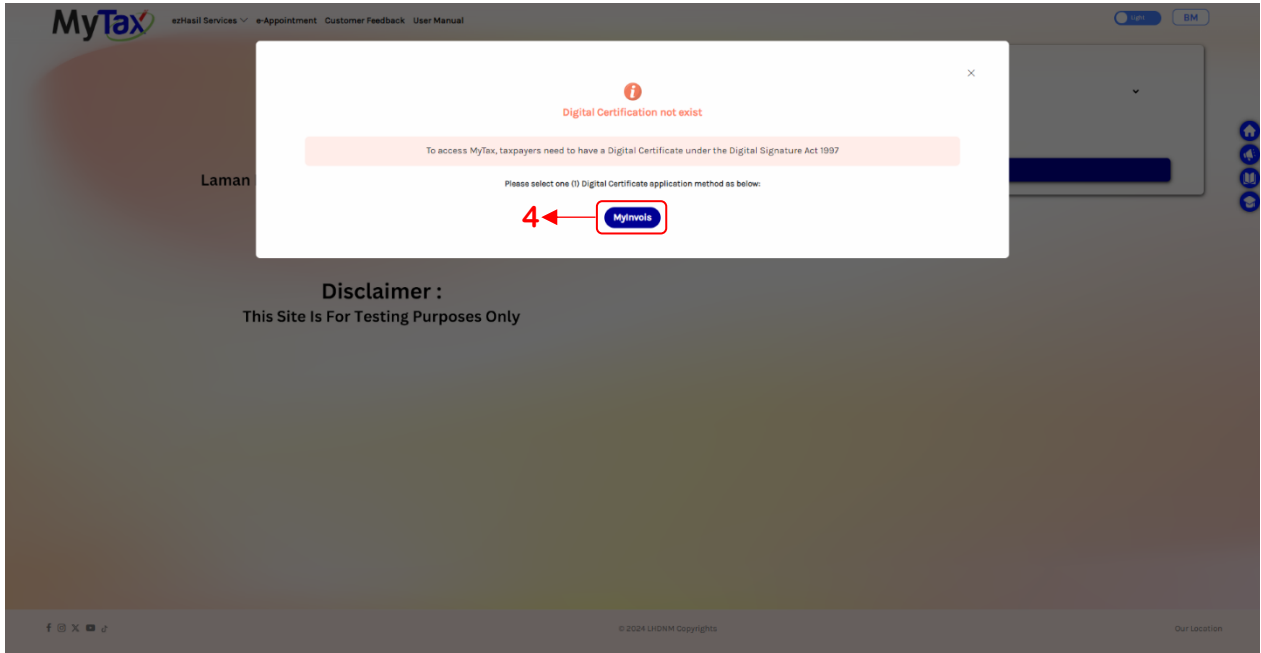 MyTax
ezHasil Services e-Appointment Customer Feedback User Manual
light
BM
Digital Certification not exist
To access MyTax, taxpayers need to have a Digital Certificate under the Digital Signature Act 1997
Please select one (1) Digital Certificate application method as below:
4
MyInvois
Laman
Disclaimer :
This Site Is For Testing Purposes Only
© 2024 LHDNM Copyrights
Our Location